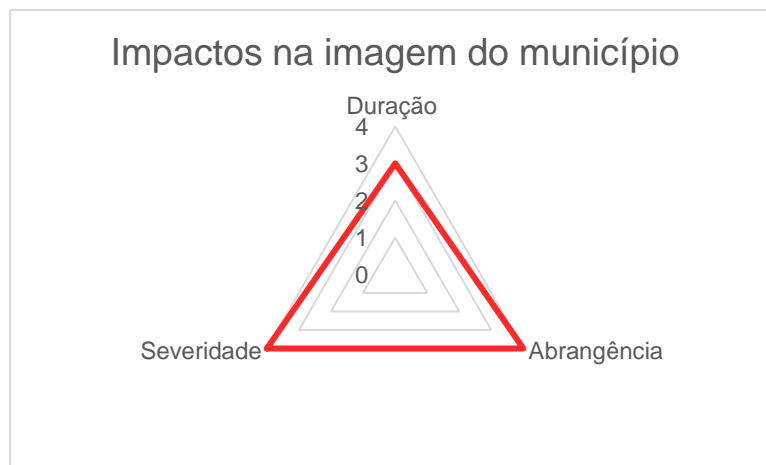 Impactos na imagem do município
Duração
4
3
2
1
0
Severidade
Abrangência